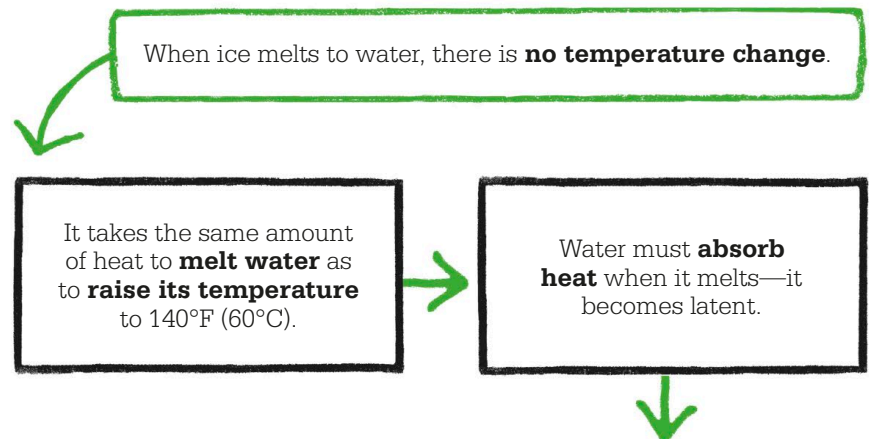 When ice melts to water, there is no temperature change.
It takes the same amount
of heat to melt water as
to raise its temperature
to 140°F (60°C).
Water must absorb
heat when it melts—it
becomes latent.